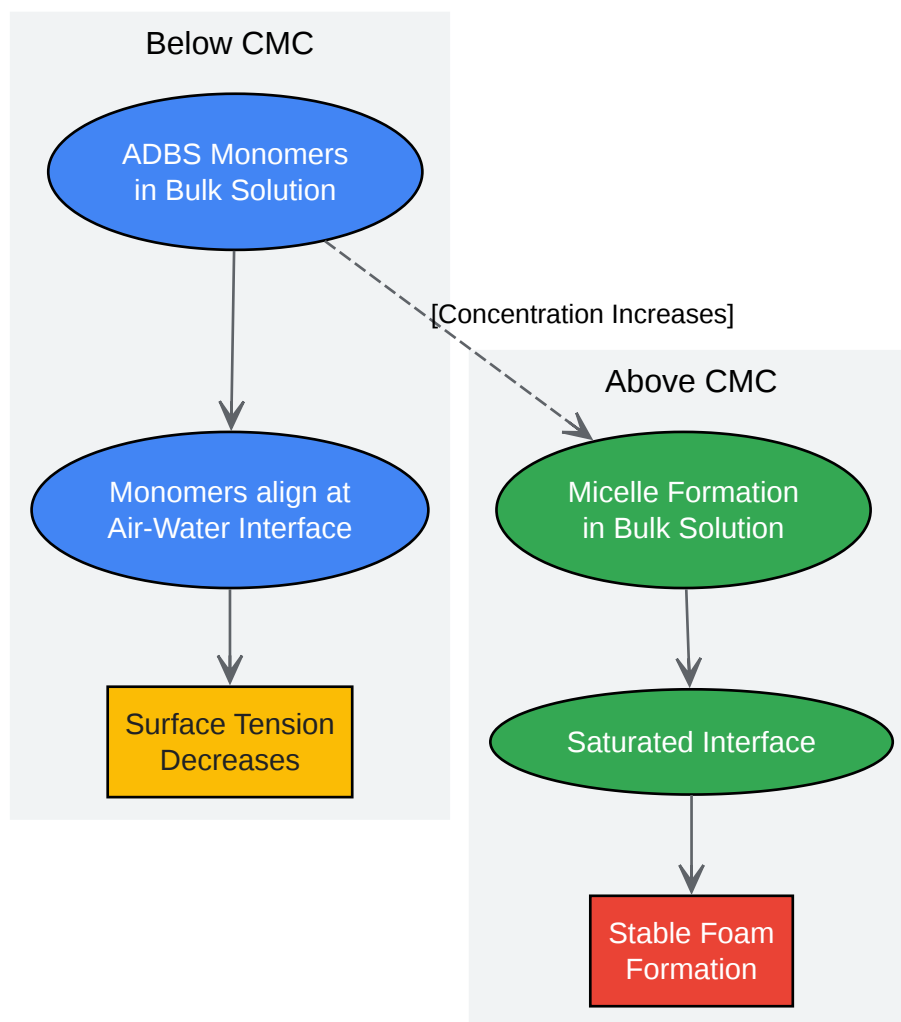 Below CMC
ADBS Monomers
in Bulk Solution
[Concentration Increases]
Above CMC
Monomers align at
Air-Water Interface
Micelle Formation
in Bulk Solution
Surface Tension
Decreases
Saturated Interface
Stable Foam
Formation